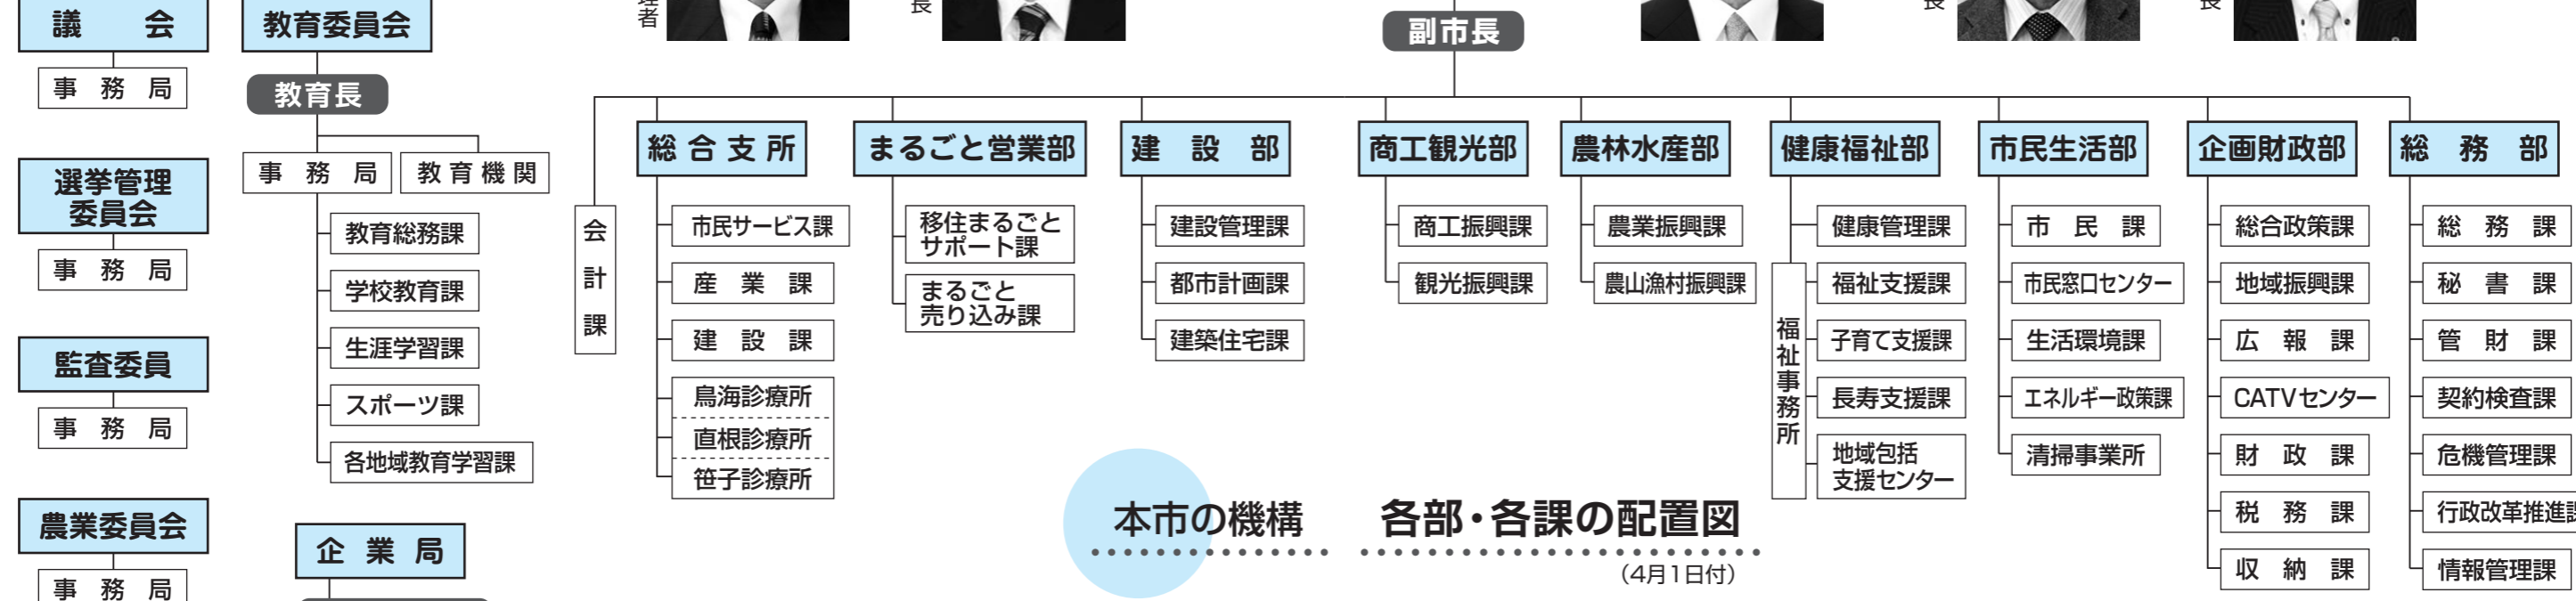 議 会
事 務 局
選挙管理
委員会
事 務 局
監査委員
事 務 局
農業委員会
事 務 局
教育委員会
教育長
事 務 局
教育機関
教育総務課
学校教育課
生涯学習課
スポーツ課
各地域教育学習課
企 業 局
者
長
副市長
長
長
会計課
総合支所
市民サービス課
産 業 課
建 設 課
鳥海診療所
直根診療所
笹子診療所
まるごと営業部
移住まるごと
サポート課
まるごと
売り込み課
建 設 部
建設管理課
都市計画課
建築住宅課
商工観光部
商工振興課
観光振興課
農林水産部
農業振興課
農山漁村振興課
健康福祉部
健康管理課
福祉事務所
福祉支援課
子育て支援課
長寿支援課
地域包括
支援センター
市民生活部
市 民 課
市民窓口センター
生活環境課
エネルギー政策課
清掃事業所
企画財政部
総合政策課
地域振興課
広 報 課
CATVセンター
財 政 課
税 務 課
収 納 課
総 務 部
総 務 課
秘 書 課
管 財 課
契約検査課
危機管理課
行政改革推進課
情報管理課
本市の機構 各部・各課の配置図
(4月1日付)